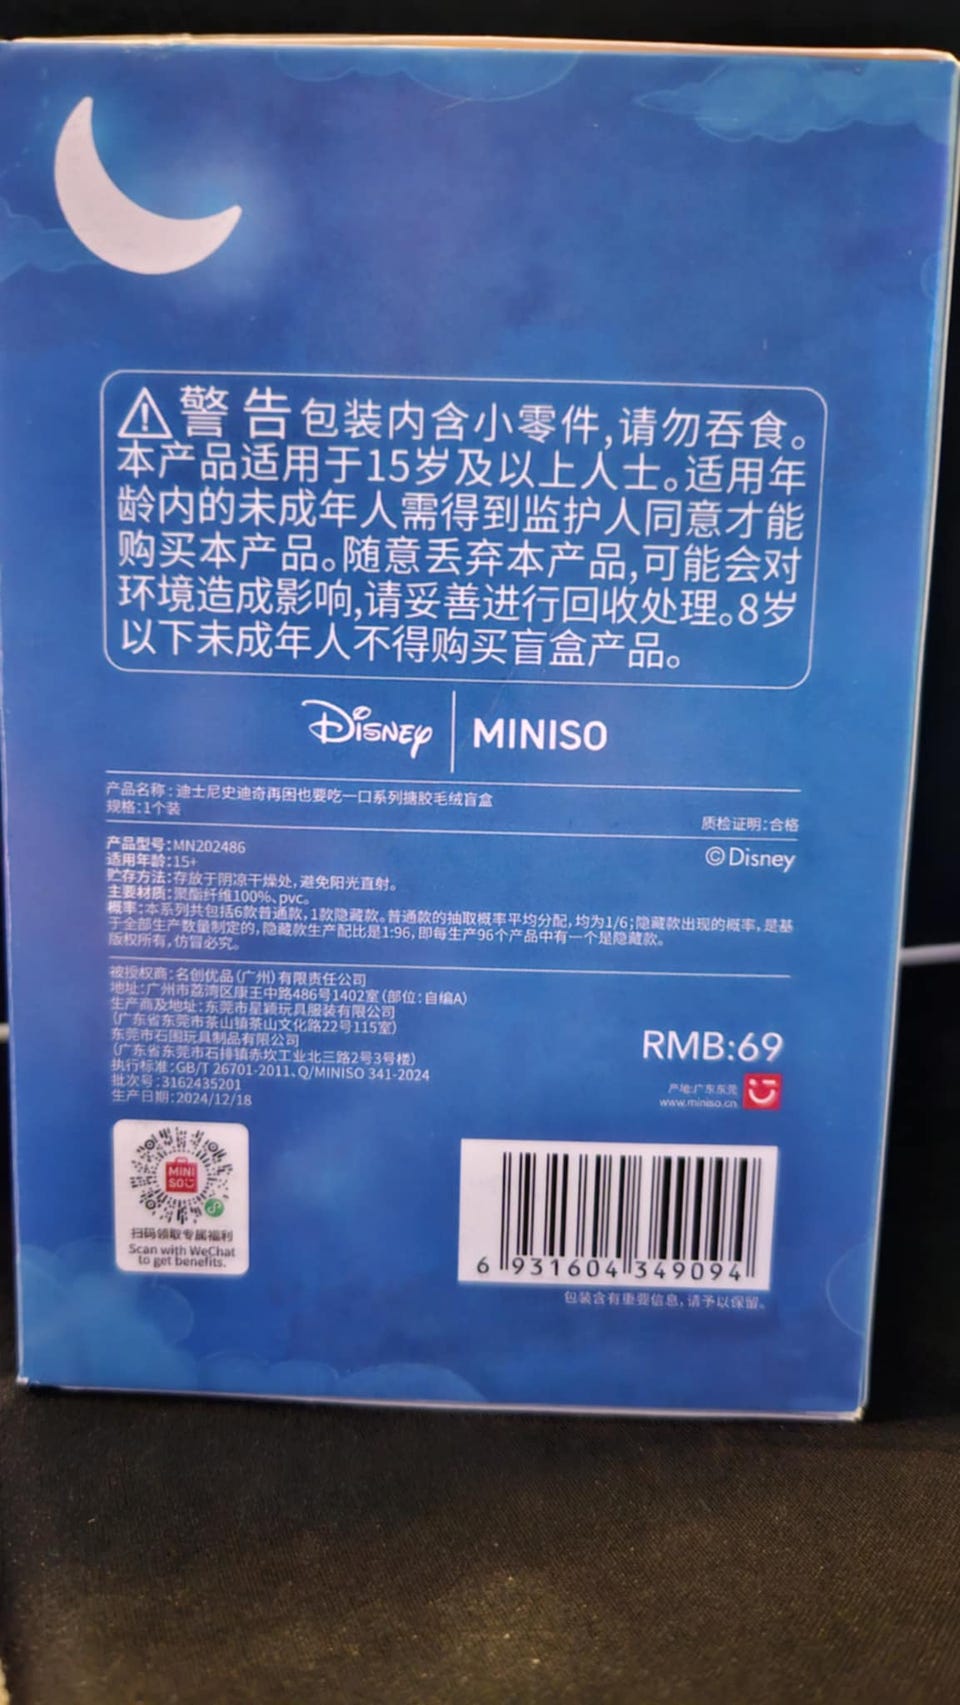 警告 包装内含小零件,请勿吞食。
本产品适用于15岁及以上人士。适用年
龄内的未成年人需得到监护人同意才能
购买本产品。随意丢弃本产品,可能会对
环境造成影响,请妥善进行回收处理。8岁
以下未成年人不得购买盲盒产品。
Disney | MINISO
产品名称:迪士尼史迪奇再困也要吃一口系列搪胶毛绒盲盒
规格:1个装
质检证明:合格
产品型号:MN202486
©Disney
适用年龄:15+
贮存方法:存放于阴凉干燥处,避免阳光直射。
主要材质:聚酯纤维100%、pvc。
概率:本系列共包括6款普通款,1款隐藏款。普通款的抽取概率平均分配,均为1/6;隐藏款出现的概率,是基
于全部生产数量制定的,隐藏款生产配比是1:96,即每生产96个产品中有一个是隐藏款。
版权所有,仿冒必究。
被授权商:名创优品(广州)有限责任公司
地址:广州市荔湾区康王中路486号1402室(部位:自编A)
生产商及地址:东莞市星颖玩具服装有限公司
(广东省东莞市茶山镇茶山文化路22号115室)
东莞市石围玩具制品有限公司
(广东省东莞市石排镇赤坎工业北三路2号3号楼)
执行标准:GB/T 26701-2011、Q/MINISO 341-2024
批次号:3162435201
生产日期:2024/12/18
RMB:69
产地:广东东莞
www.miniso.cn
MINI
SO
扫码领取专属福利
Scan with WeChat
to get benefits.
6 931604 349094
包装含有重要信息,请予以保留。